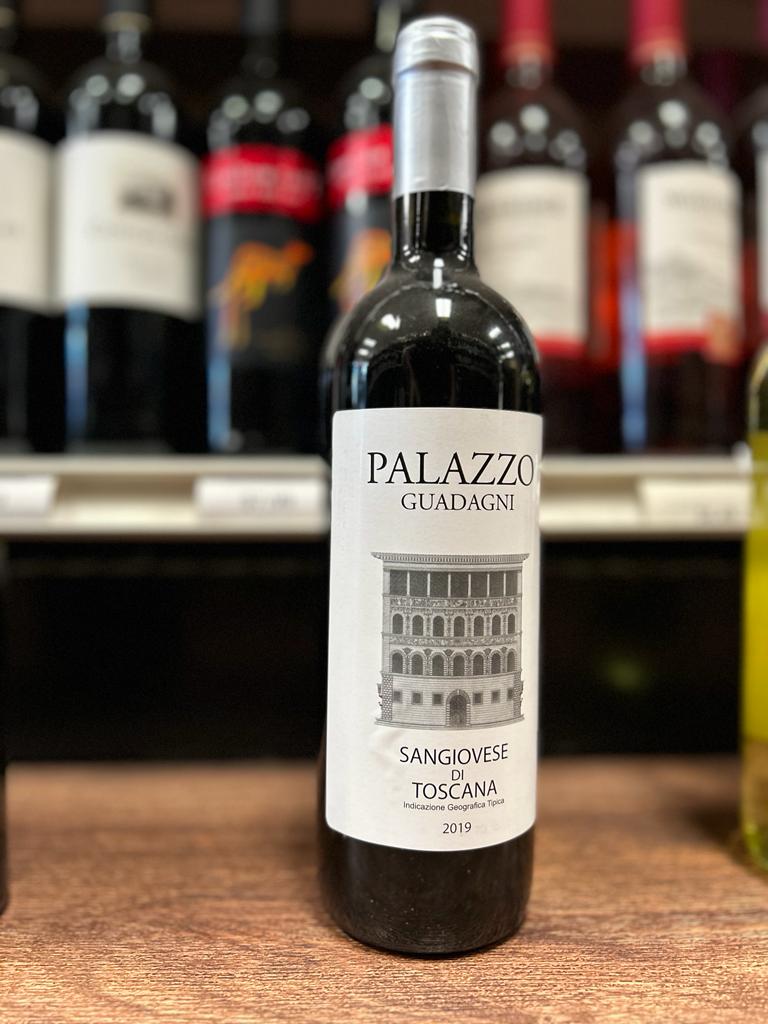 PALAZZO
GUADAGNI
SANGIOVESE
DI
TOSCANA
Indicazione Geografica Tipica
2019